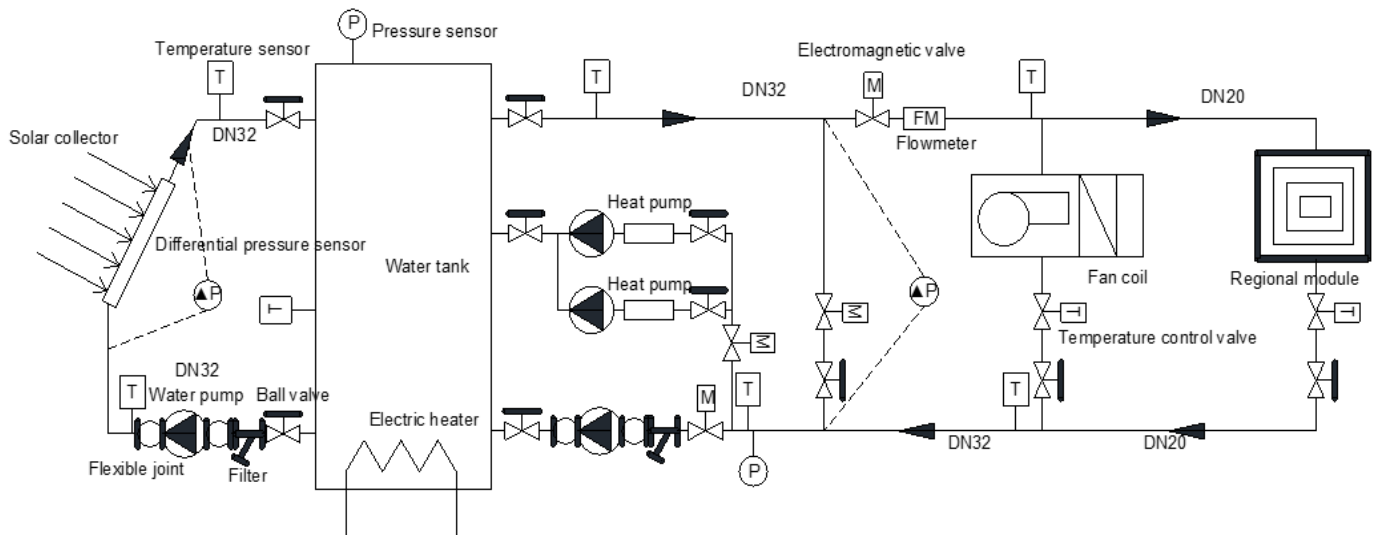 P
Pressure sensor
Temperature sensor
T
Electromagnetic valve
M
T
T
DN32
DN20
DN32
FM
Flowmeter
Solar collector
Heat pump
Differential pressure sensor
Water tank
Fan coil
Regional module
Heat pump
P
P
T
M
T
T
M
Temperature control valve
DN32
Water pump
Ball valve
T
Electric heater
M
T
T
DN32
DN20
Flexible joint
Filter
P